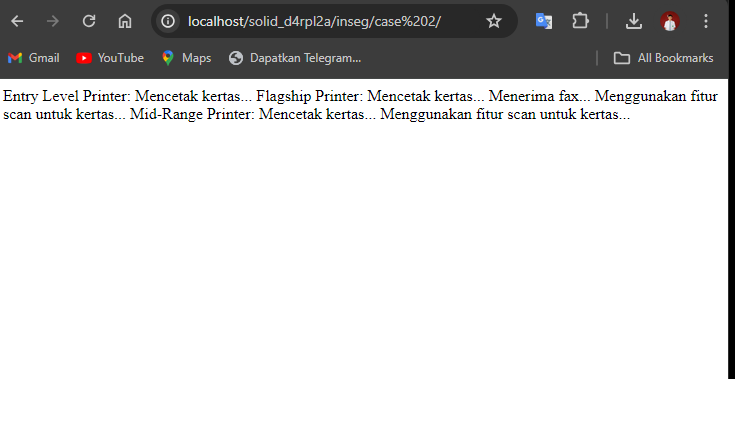 localhost/solid_d4rpl2a/inseg/case%202/
Gmail YouTube Maps Dapatkan Telegram... All Bookmarks
Entry Level Printer: Mencetak kertas... Flagship Printer: Mencetak kertas... Menerima fax... Menggunakan fitur
scan untuk kertas... Mid-Range Printer: Mencetak kertas... Menggunakan fitur scan untuk kertas...